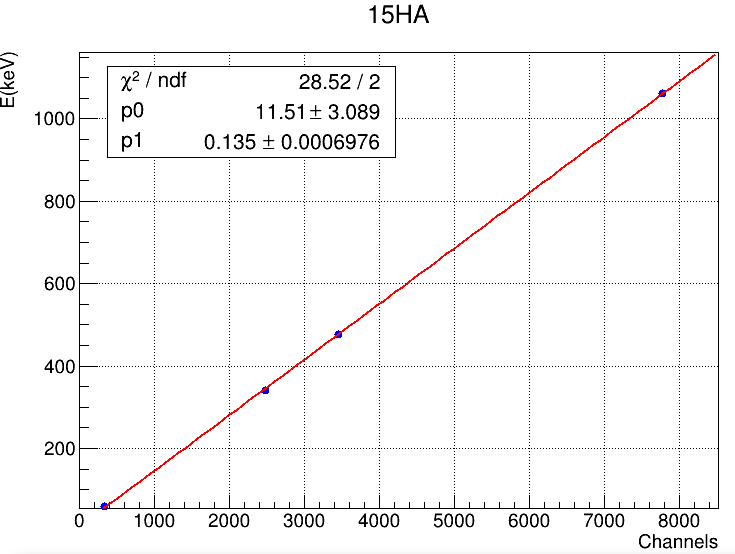 15HA
E(keV)
χ² / ndf 28.52 / 2
p0 11.51± 3.089
p1 0.135 ± 0.0006976
1000
800
600
400
200
0 1000 2000 3000 4000 5000 6000 7000 8000
Channels